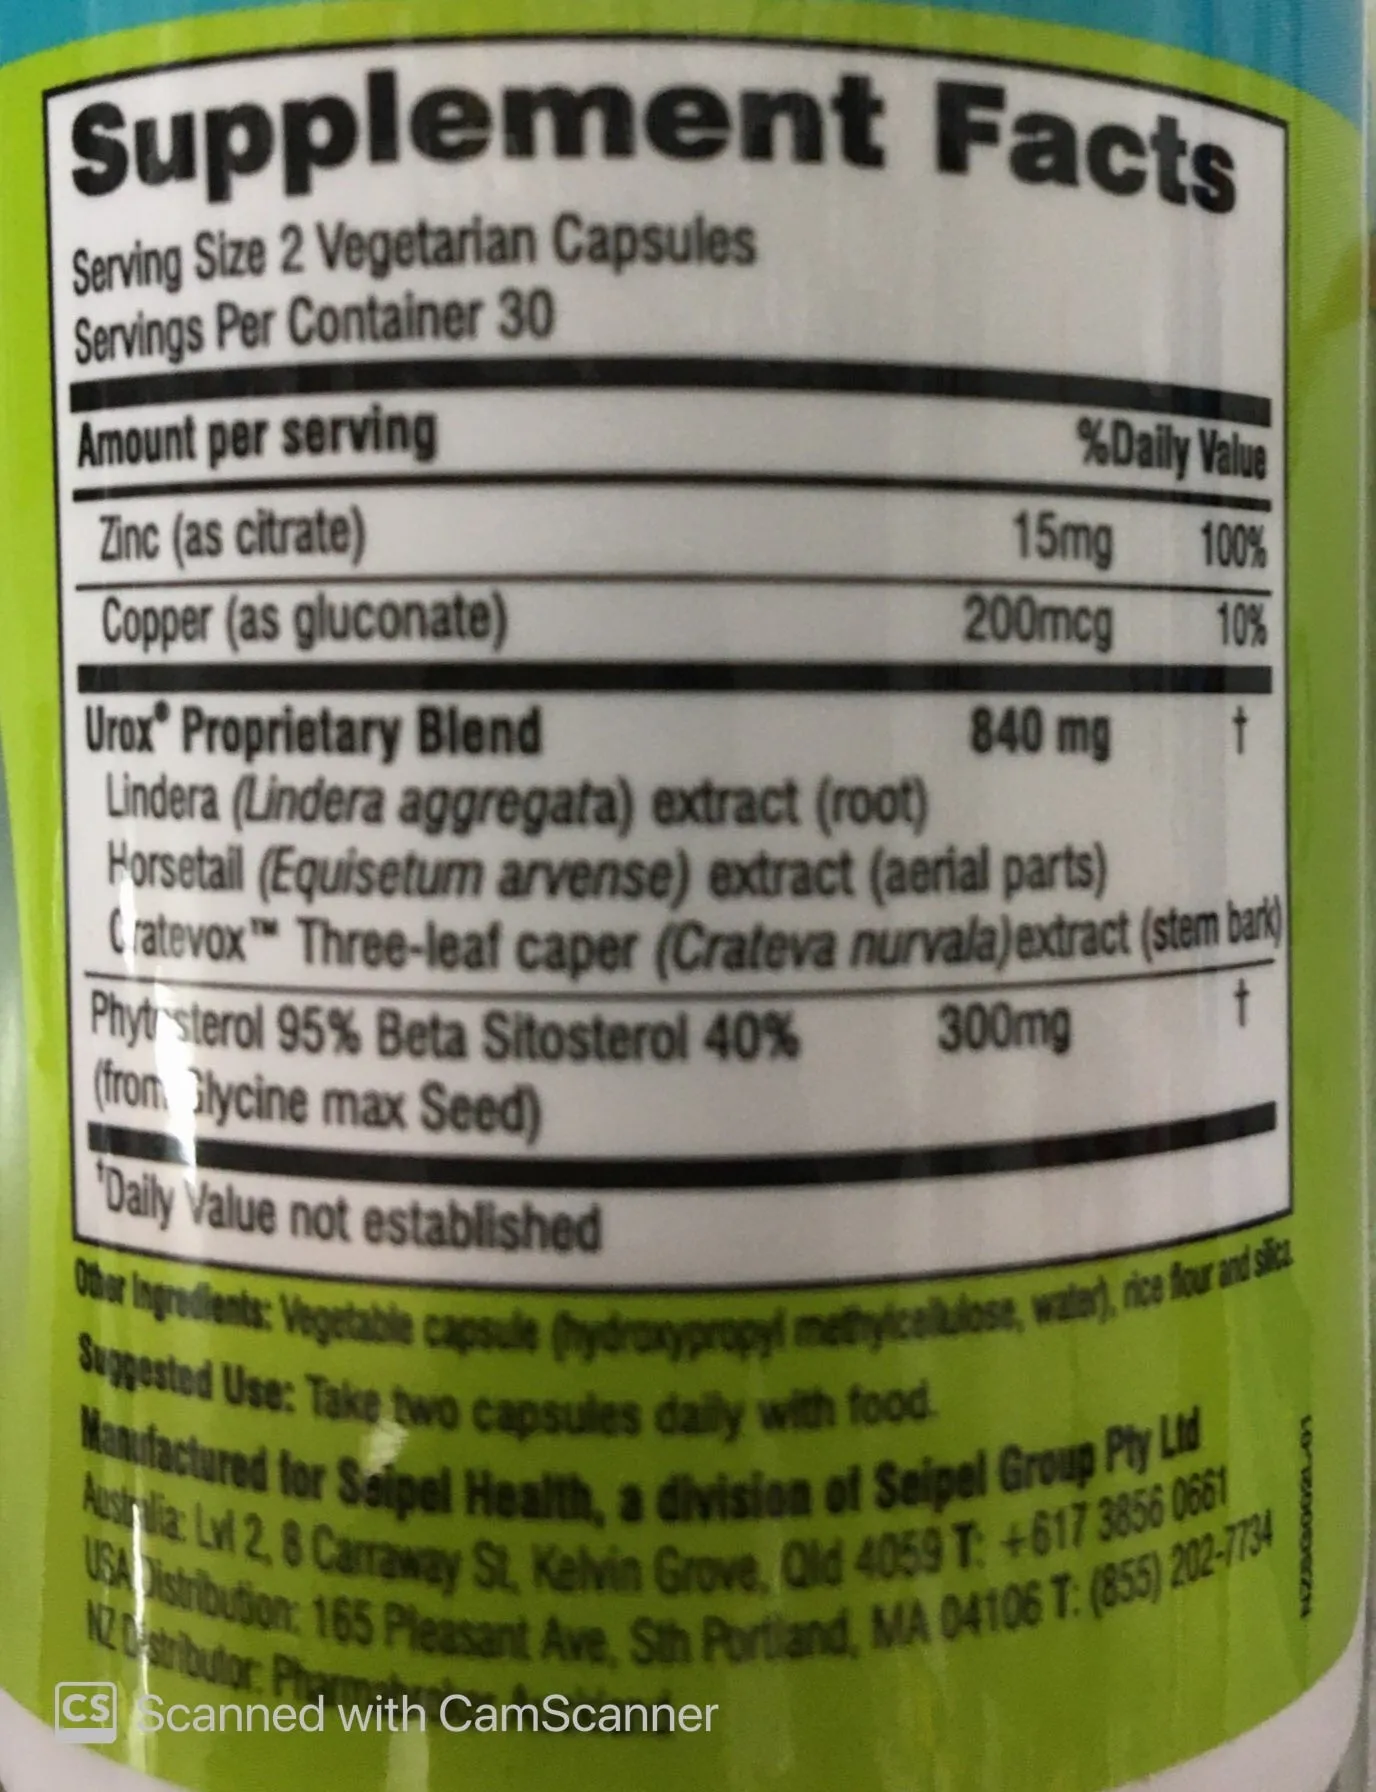 Supplement Facts
Serving Size 2 Vegetarian Capsules
Servings Per Container 30
Amount per serving %Daily Value
Zinc (as citrate) 15mg 100%
Copper (as gluconate) 200mcg 10%
Urox® Proprietary Blend 840 mg †
Lindera (Lindera aggregata) extract (root)
Horsetail (Equisetum arvense) extract (aerial parts)
Cratevox™ Three-leaf caper (Crateva nurvala) extract (stem bark)
Phytosterol 95% Beta Sitosterol 40% 300mg †
(from Glycine max Seed)
†Daily Value not established
Other Ingredients: Vegetable capsule (hydroxypropyl methylcellulose, water), rice flour and silica.
Suggested Use: Take two capsules daily with food.
Manufactured for Seipel Health, a division of Seipel Group Pty Ltd
Australia: Lvl 2, 8 Carraway St, Kelvin Grove, Qld 4059 T: +617 3856 0661
USA Distribution: 165 Pleasant Ave, Sth Portland, MA 04106 T: (855) 202-7734
NZ Distributor:
CS Scanned with CamScanner